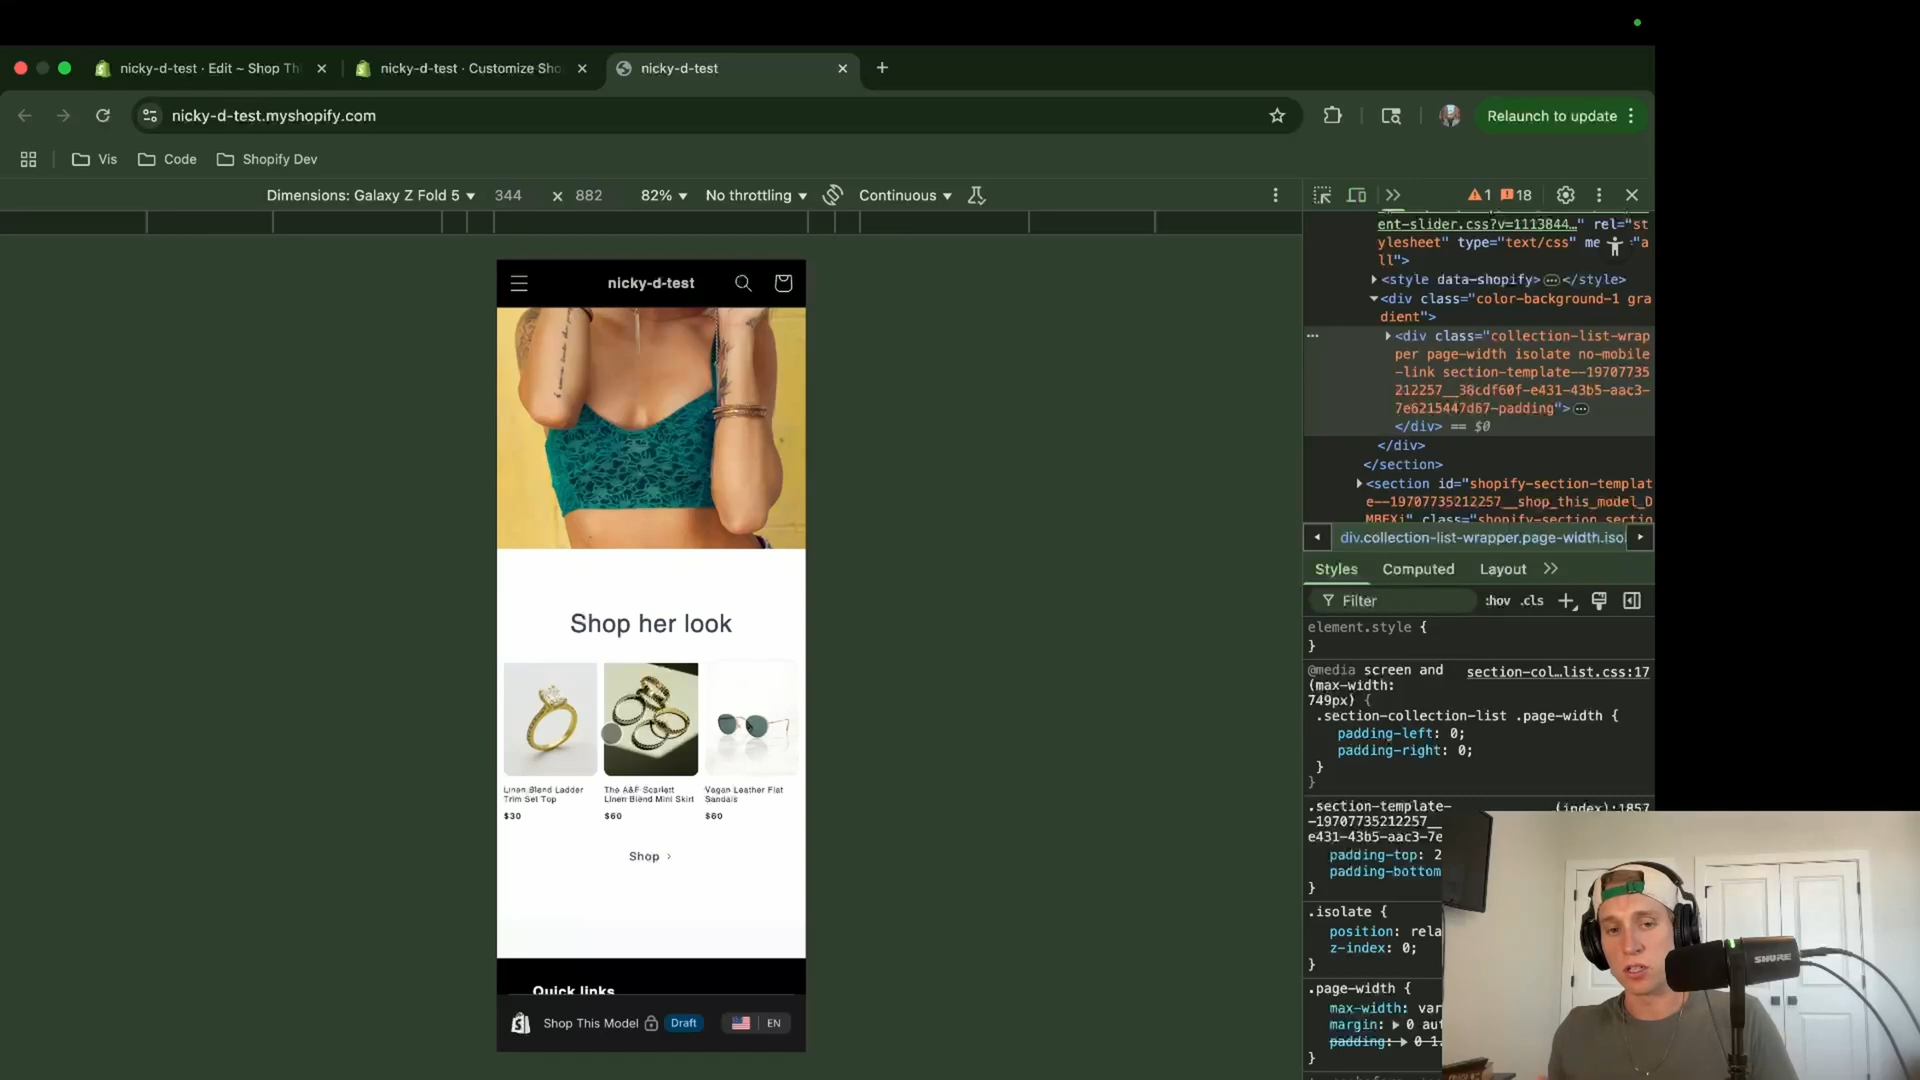 nicky-d-test · Edit ~ Shop Thi
nicky-d-test · Customize Sho
nicky-d-test
nicky-d-test.myshopify.com
Relaunch to update
Vis
Code
Shopify Dev
Dimensions: Galaxy Z Fold 5
344 x 882
82%
No throttling
Continuous
1
18
nicky-d-test
Shop her look
Linen Blend Ladder
Trim Set Top
$30
The A&F Scarlett
Linen Blend Mini Skirt
$60
Vegan Leather Flat
Sandals
$60
Shop
Quick links
Shop This Model
Draft
EN
ent-slider.css?v=1113844…" rel="st
ylesheet" type="text/css" me "a
ll">
<style data-shopify>…</style>
<div class="color-background-1 gra
dient">
<div class="collection-list-wrap
per page-width isolate no-mobile
-link section-template--19707735
212257__38cdf60f-e431-43b5-aac3-
7e6215447d67-padding">…
</div> == $0
</div>
</section>
<section id="shopify-section-templat
e--19707735212257__shop_this_model_D
MBEXi" class="shopify-section sectio
div.collection-list-wrapper.page-width.iso
Styles
Computed
Layout
Filter
:hov
.cls
element.style {
}
@media screen and
section-col…list.css:17
(max-width:
749px) {
.section-collection-list .page-width {
padding-left: 0;
padding-right: 0;
}
}
.section-template-
(index):1857
-19707735212257__
e431-43b5-aac3-7e
padding-top: 2
padding-bottom
}
.isolate {
position: rela
z-index: 0;
}
.page-width {
max-width: var
margin: 0 aut
padding: 0 1.
}
SHURE